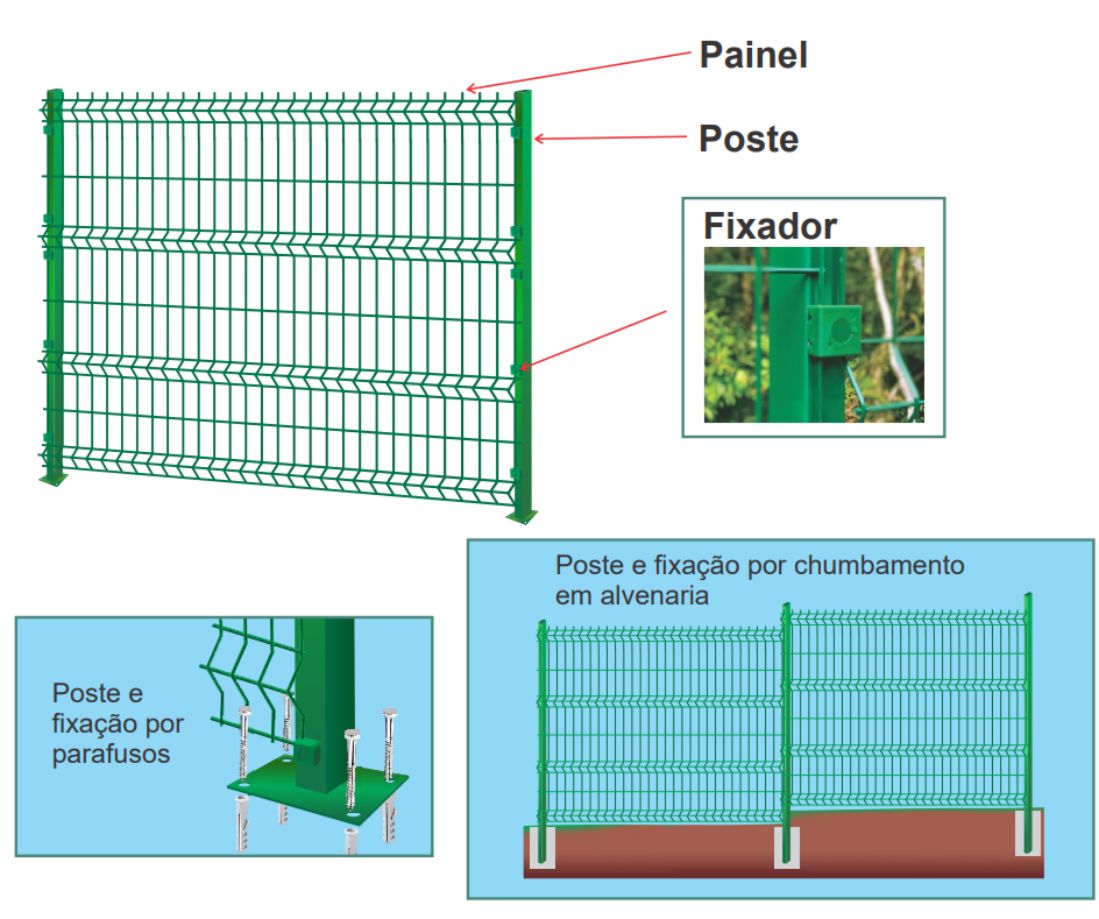 Painel
Poste
Fixador
Poste e fixação por chumbamento
em alvenaria
Poste e
fixação por
parafusos